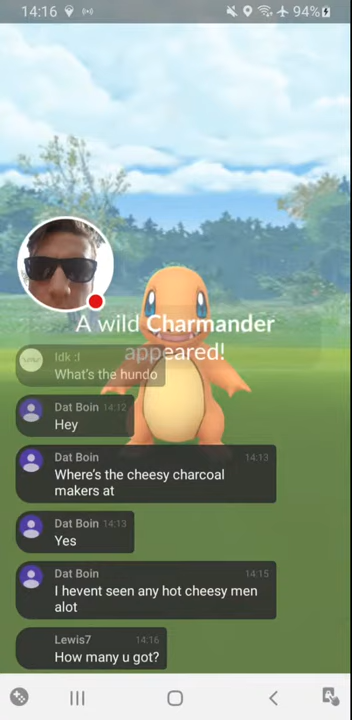 14:16
94%
A wild Charmander
appeared!
Idk :l
What's the hundo
Dat Boin 14:12
Hey
Dat Boin 14:13
Where's the cheesy charcoal
makers at
Dat Boin 14:13
Yes
Dat Boin 14:15
I hevent seen any hot cheesy men
alot
Lewis7 14:16
How many u got?